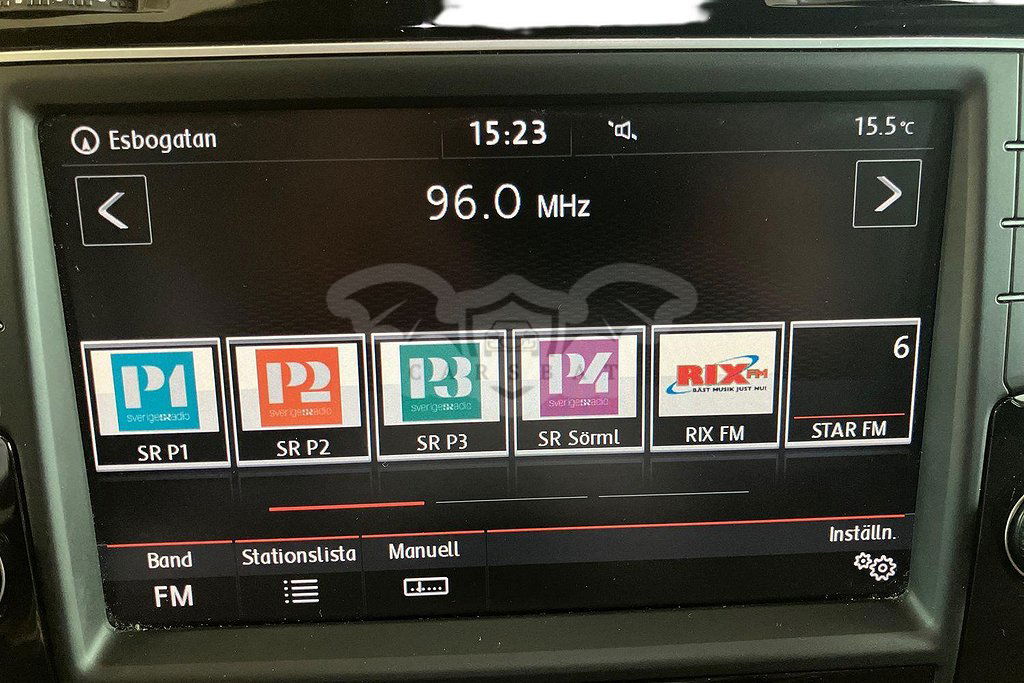 Esbogatan
15:23
15.5°C
96.0 MHz
P1
sverigesradio
SR P1
P2
sverigesradio
SR P2
P3
sverigesradio
SR P3
P4
sverigesradio
SR Sörml
RIX FM
BÄST MUSIK JUST NU!
RIX FM
6
STAR FM
CARSBAT
Band
FM
Stationslista
Manuell
Inställn.